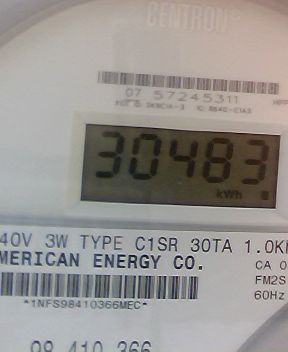 CENTRON®
07 57245311
30483
kWh
40V 3W TYPE C1SR 30TA 1.0K
MERICAN ENERGY CO.
CA 0
FM2S
60Hz
*1NFS98410366MEC*
98 410 366